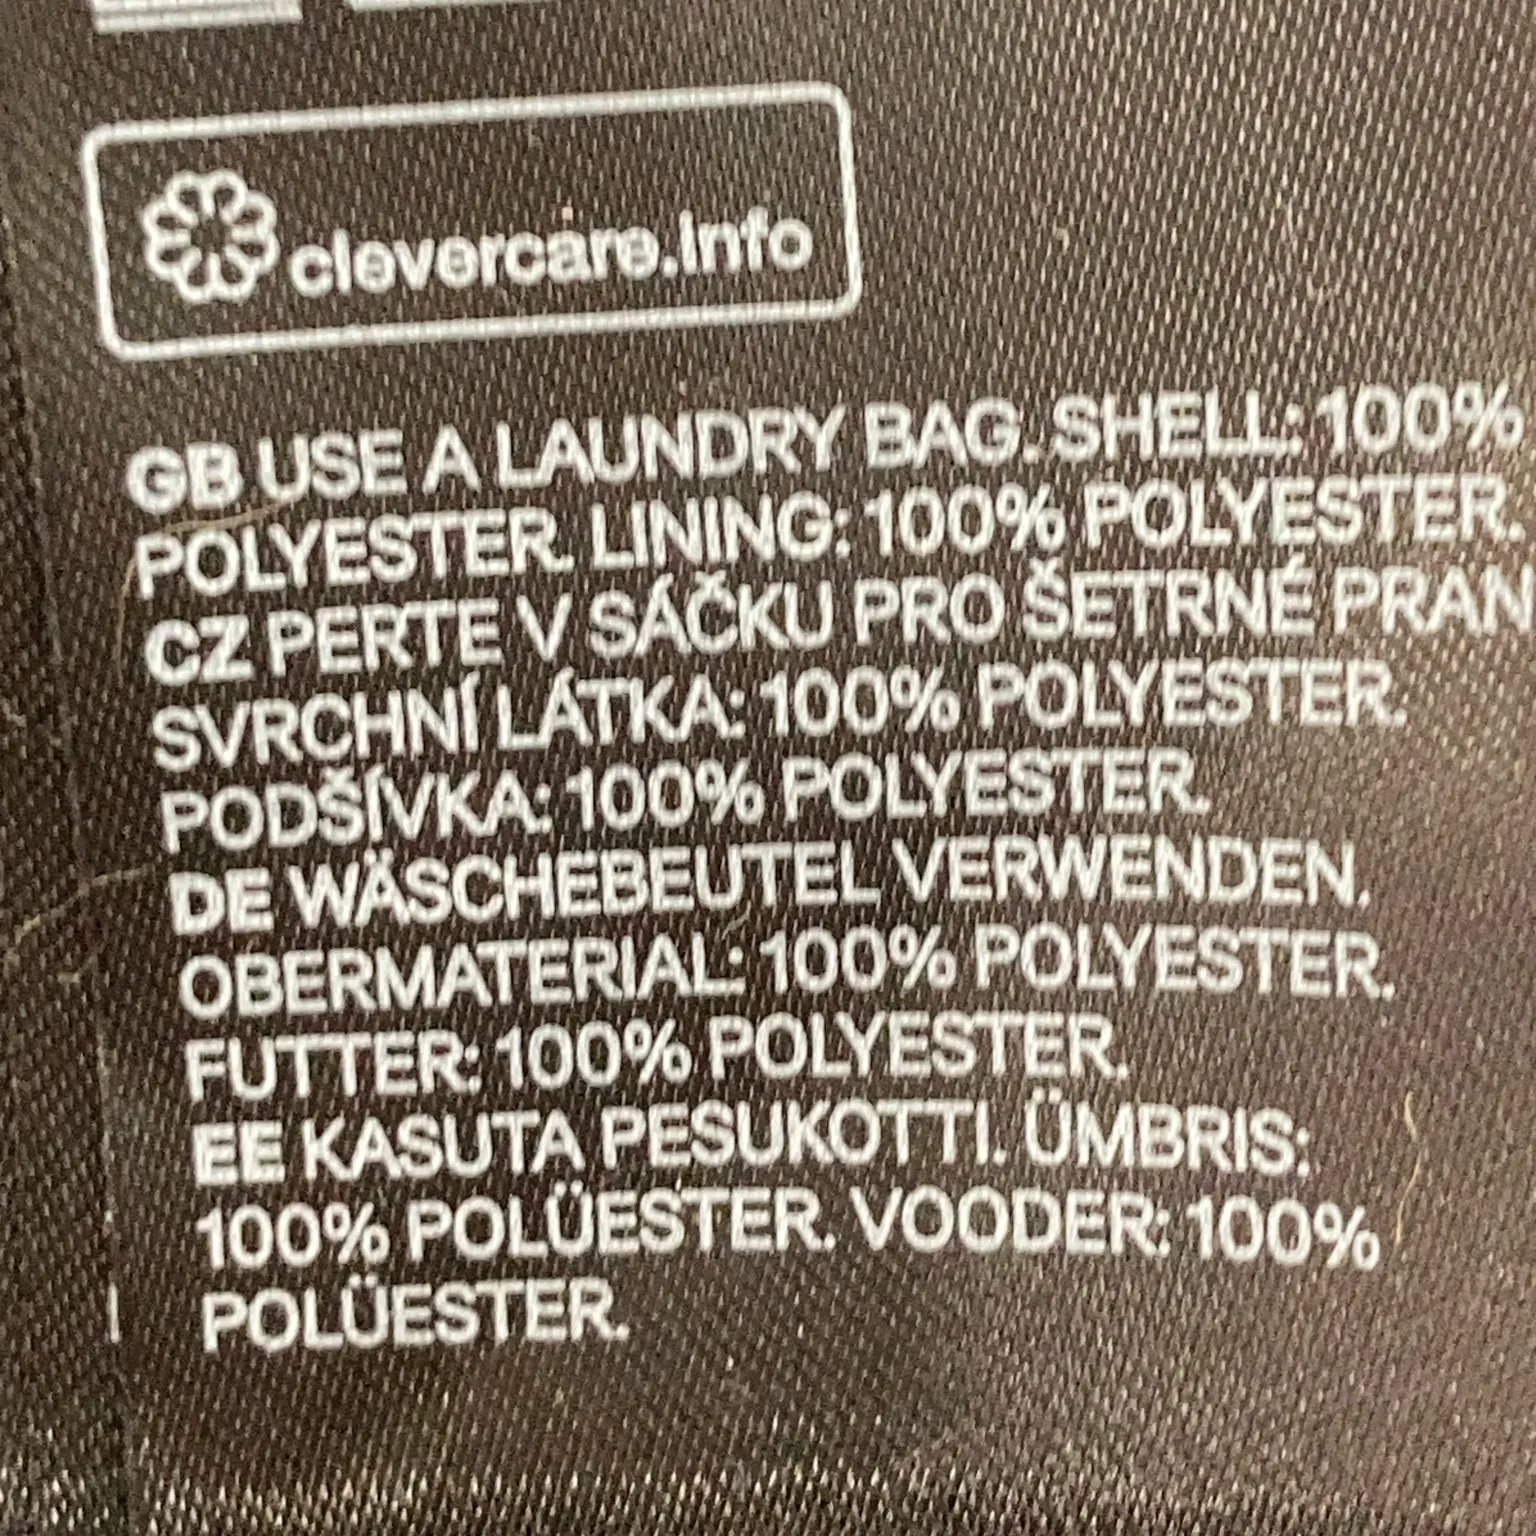 clevercare.info
GB USE A LAUNDRY BAG. SHELL: 100%
POLYESTER. LINING: 100% POLYESTER.
CZ PERTE V SÁČKU PRO ŠETRNÉ PRAN
SVRCHNÍ LÁTKA: 100% POLYESTER.
PODŠÍVKA: 100% POLYESTER.
DE WÄSCHEBEUTEL VERWENDEN.
OBERMATERIAL: 100% POLYESTER.
FUTTER: 100% POLYESTER.
EE KASUTA PESUKOTTI. ÜMBRIS:
100% POLÜESTER. VOODER: 100%
POLÜESTER.